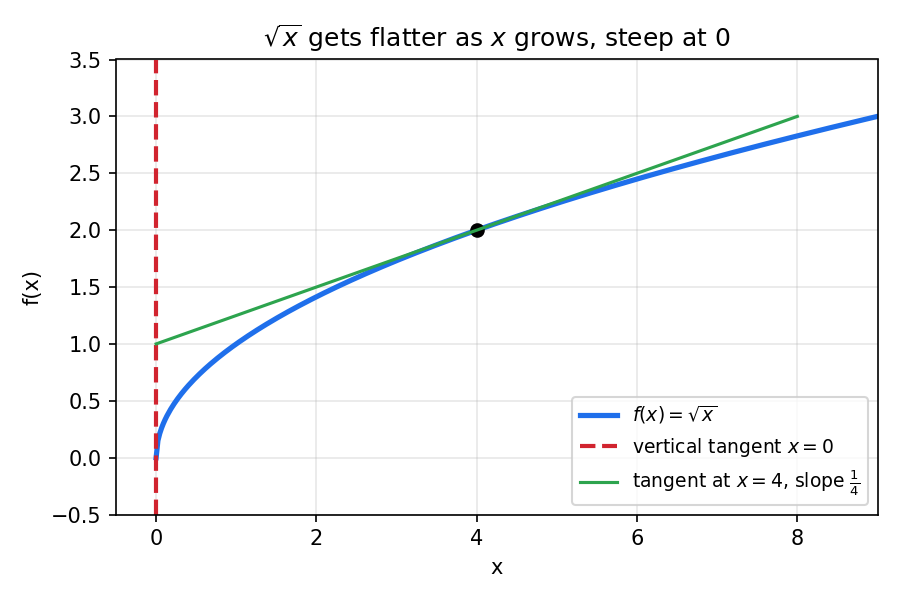 √x gets flatter as x grows, steep at 0
f(x)
3.5
3.0
2.5
2.0
1.5
1.0
0.5
0.0
−0.5
f(x) = √x
vertical tangent x = 0
tangent at x = 4, slope 1/4
0 2 4 6 8
x